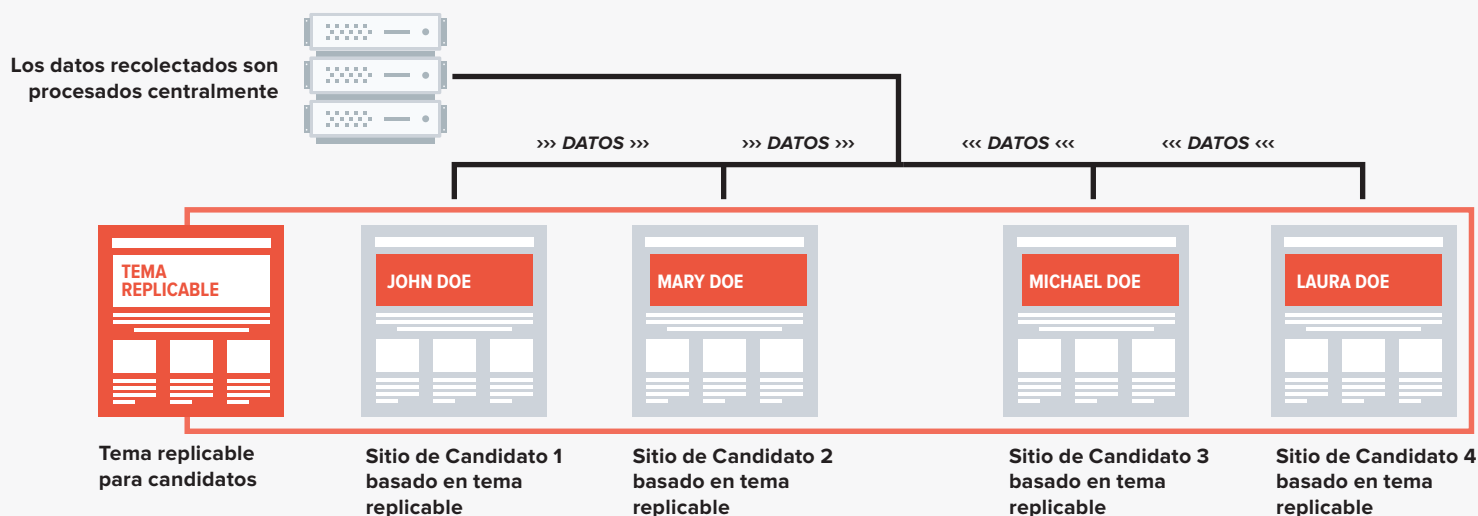 Los datos recolectados son
procesados centralmente
››› DATOS ›››
››› DATOS ›››
‹‹‹ DATOS ‹‹‹
‹‹‹ DATOS ‹‹‹
TEMA
REPLICABLE
JOHN DOE
MARY DOE
MICHAEL DOE
LAURA DOE
Tema replicable
para candidatos
Sitio de Candidato 1
basado en tema
replicable
Sitio de Candidato 2
basado en tema
replicable
Sitio de Candidato 3
basado en tema
replicable
Sitio de Candidato 4
basado en tema
replicable